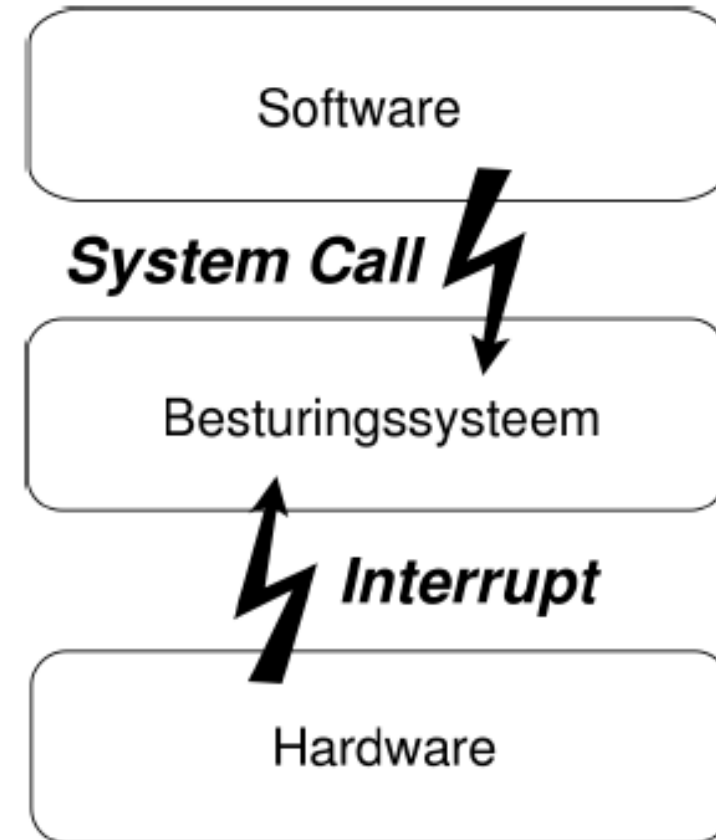 Software
System Call
Besturingssysteem
Interrupt
Hardware